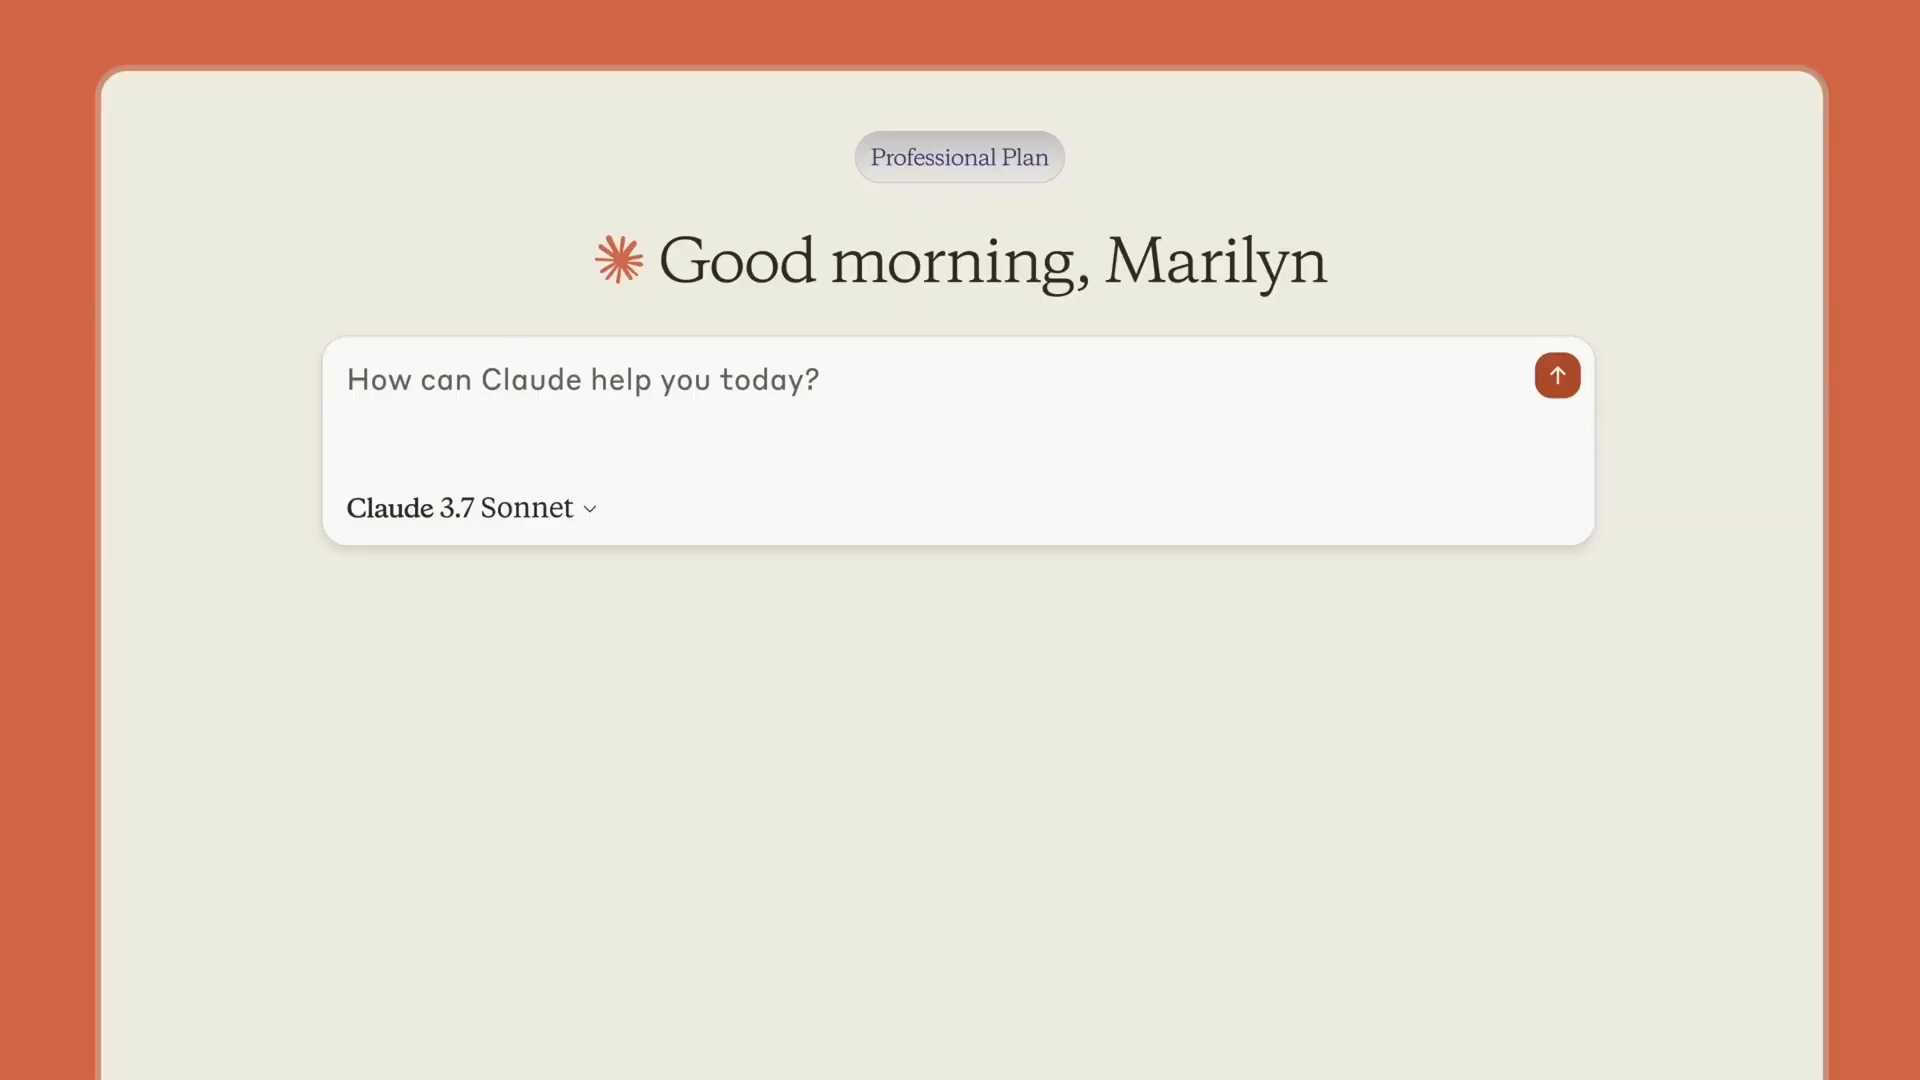 Professional Plan
Good morning, Marilyn
How can Claude help you today?
Claude 3.7 Sonnet